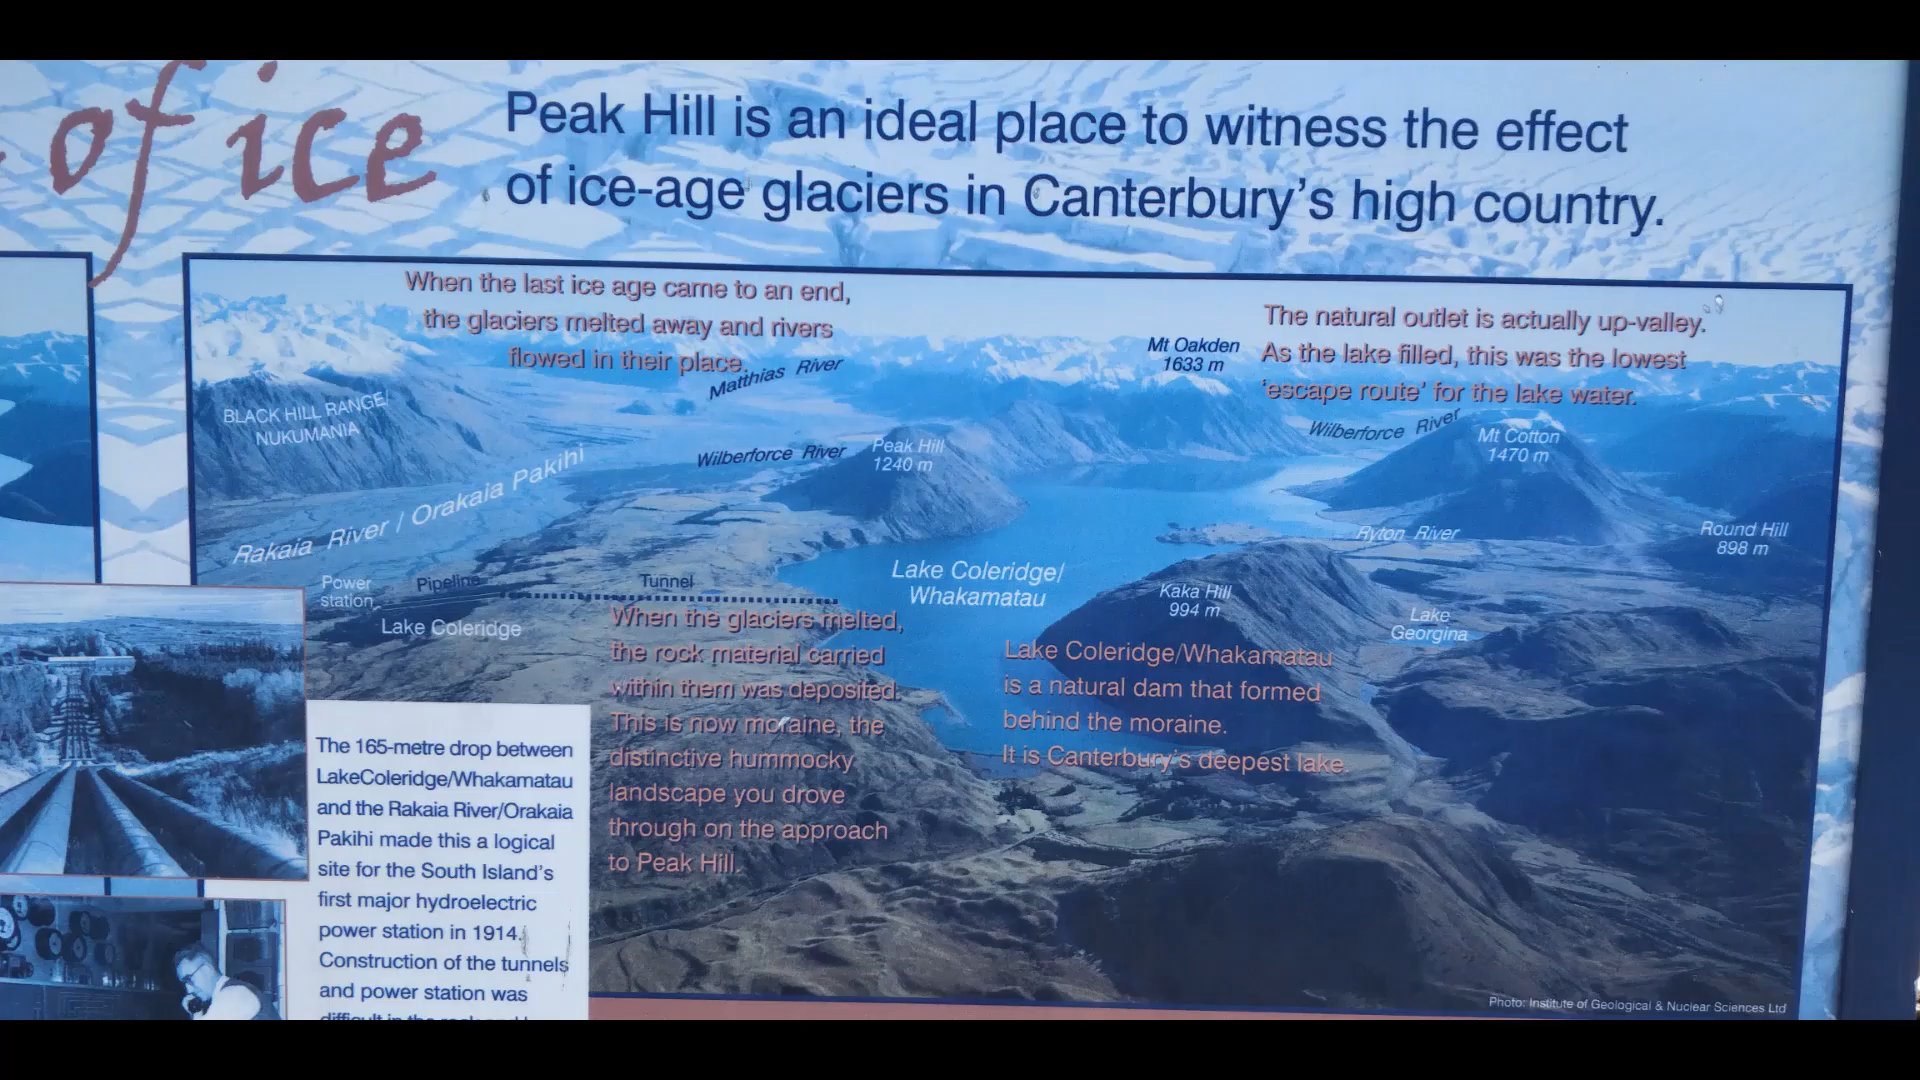 of ice
Peak Hill is an ideal place to witness the effect
of ice-age glaciers in Canterbury's high country.
When the last ice age came to an end,
the glaciers melted away and rivers
flowed in their place.
The natural outlet is actually up-valley.
As the lake filled, this was the lowest
'escape route' for the lake water.
Mt Oakden
1633 m
Matthias River
BLACK HILL RANGE/
NUKUMANIA
Wilberforce River
Peak Hill
1240 m
Wilberforce River
Mt Cotton
1470 m
Rakaia River / Orakaia Pakihi
Ryton River
Round Hill
898 m
Power
station
Pipeline
Tunnel
Lake Coleridge/
Whakamatau
Kaka Hill
994 m
Lake
Georgina
Lake Coleridge
When the glaciers melted,
the rock material carried
within them was deposited.
This is now moraine, the
distinctive hummocky
landscape you drove
through on the approach
to Peak Hill.
Lake Coleridge/Whakamatau
is a natural dam that formed
behind the moraine.
It is Canterbury's deepest lake.
The 165-metre drop between
LakeColeridge/Whakamatau
and the Rakaia River/Orakaia
Pakihi made this a logical
site for the South Island's
first major hydroelectric
power station in 1914.
Construction of the tunnels
and power station was
Photo: Institute of Geological & Nuclear Sciences Ltd